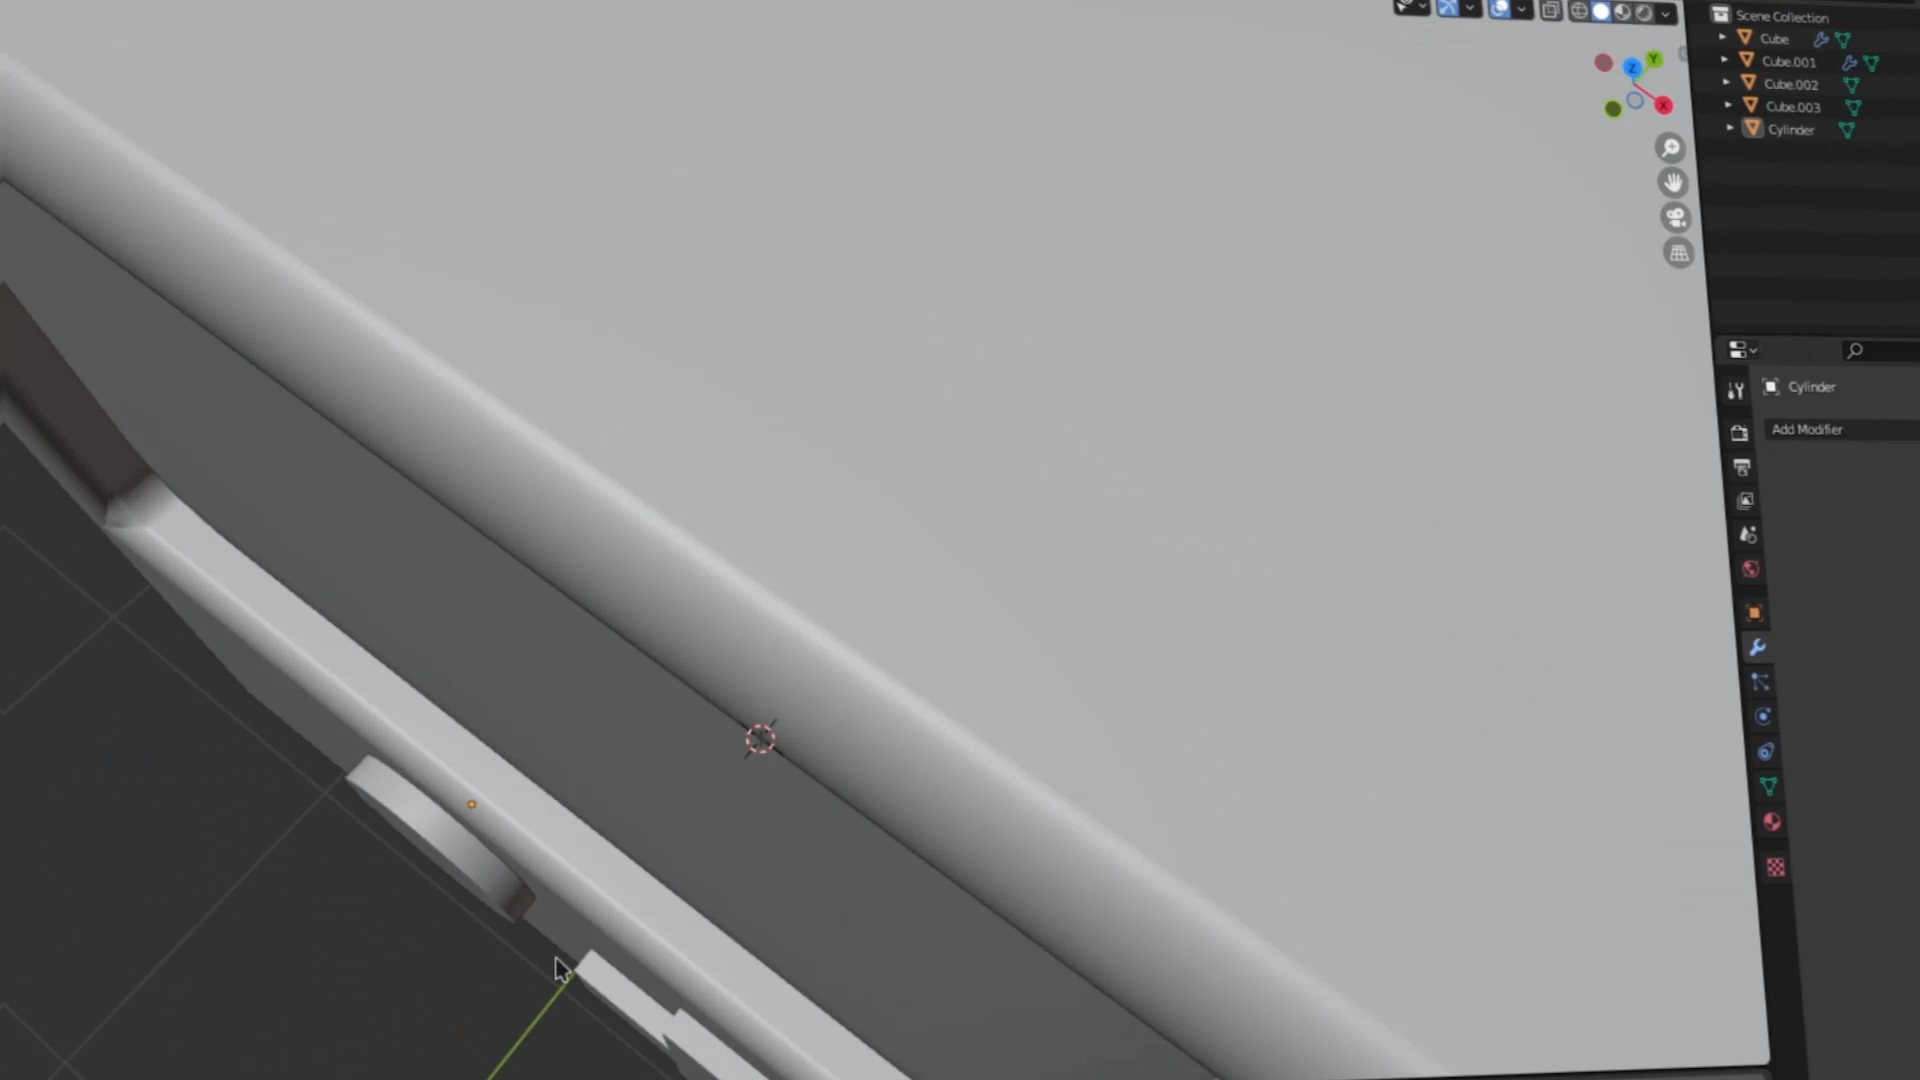 Scene Collection
Cube
Cube.001
Cube.002
Cube.003
Cylinder
Y
Z
X
Cylinder
Add Modifier